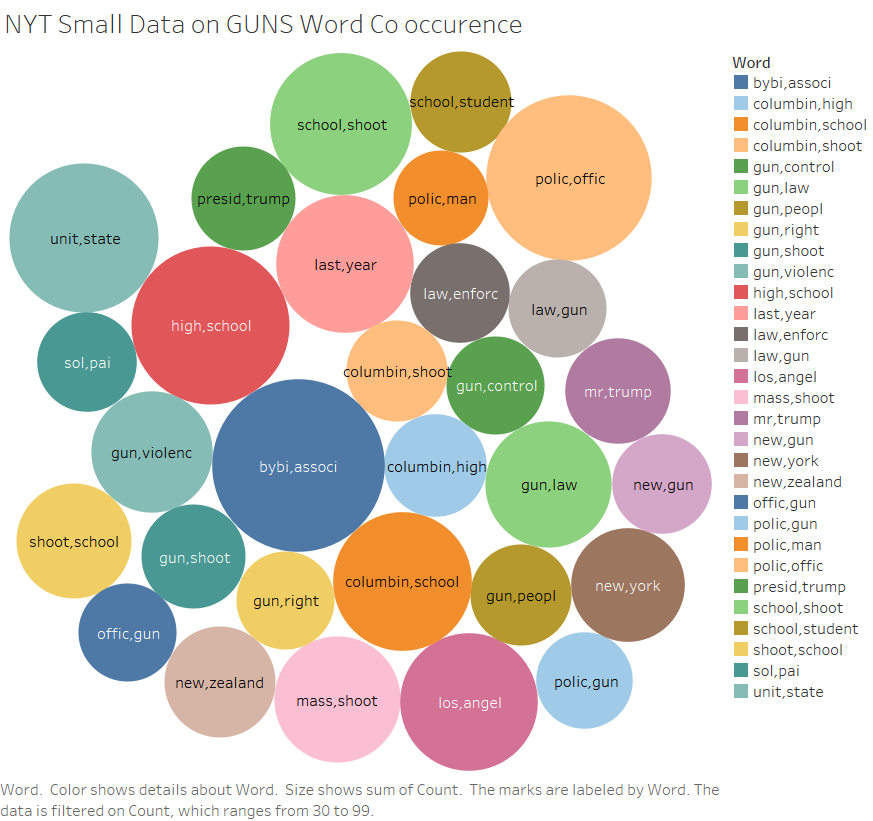 NYT Small Data on GUNS Word Co occurence
school,student
school,shoot
polic,offic
presid,trump
polic,man
unit,state
last,year
law,enforc
law,gun
high,school
sol,pai
columbin,shoot
gun,control
mr,trump
gun,violenc
bybi,associ
columbin,high
gun,law
new,gun
shoot,school
gun,shoot
columbin,school
new,york
gun,right
gun,peopl
offic,gun
new,zealand
polic,gun
mass,shoot
los,angel
Word
bybi,associ
columbin,high
columbin,school
columbin,shoot
gun,control
gun,law
gun,peopl
gun,right
gun,shoot
gun,violenc
high,school
last,year
law,enforc
law,gun
los,angel
mass,shoot
mr,trump
new,gun
new,york
new,zealand
offic,gun
polic,gun
polic,man
polic,offic
presid,trump
school,shoot
school,student
shoot,school
sol,pai
unit,state
Word.  Color shows details about Word.  Size shows sum of Count.  The marks are labeled by Word. The
data is filtered on Count, which ranges from 30 to 99.